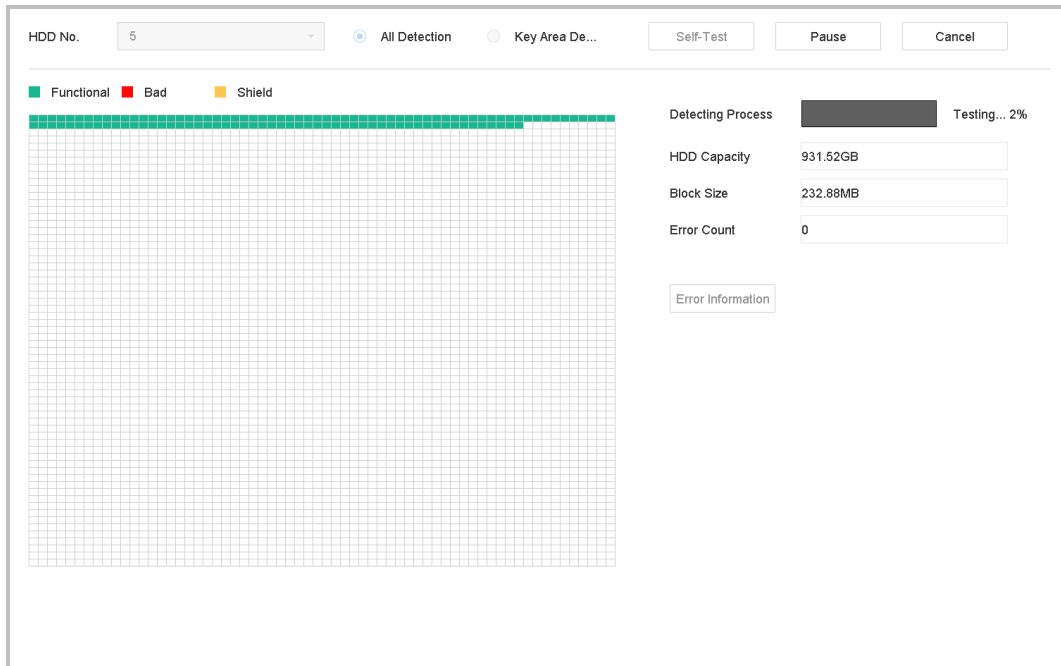 HDD No. 5 All Detection Key Area De... Self-Test Pause Cancel
Functional Bad Shield
Detecting Process Testing... 2%
HDD Capacity 931.52GB
Block Size 232.88MB
Error Count 0
Error Information